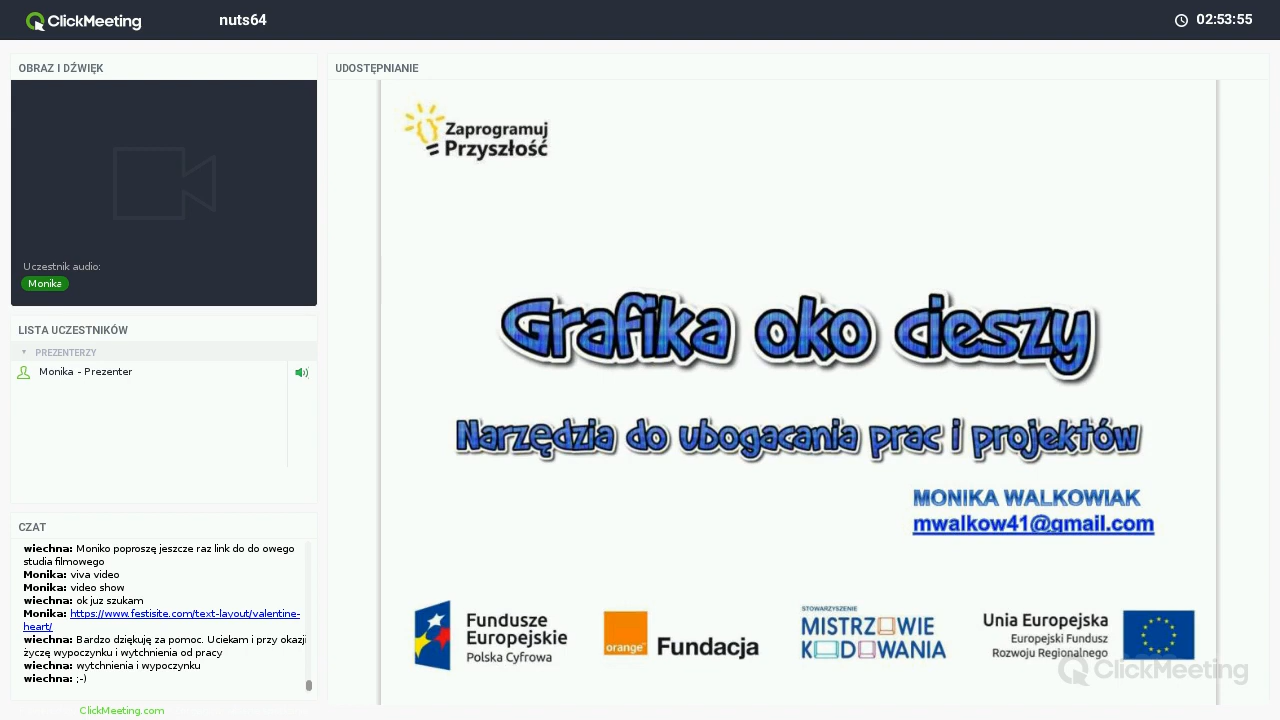 ClickMeeting
nuts64
02:53:55
OBRAZ I DŹWIĘK
Uczestnik audio:
Monika
LISTA UCZESTNIKÓW
PREZENTERZY
Monika - Prezenter
CZAT
wiechna: Moniko poproszę jeszcze raz link do do owego
studia filmowego
Monika: viva video
Monika: video show
wiechna: ok juz szukam
Monika: https://www.festisite.com/text-layout/valentine-
heart/
wiechna: Bardzo dziękuję za pomoc. Uciekam i przy okazji
życzę wypoczynku i wytchnienia od pracy
wiechna: wytchnienia i wypoczynku
wiechna: ;-)
ClickMeeting.com
UDOSTĘPNIANIE
Zaprogramuj
Przyszłość
Grafika oko cieszy
Narzędzia do ubogacania prac i projektów
MONIKA WALKOWIAK
mwalkow41@gmail.com
Fundusze
Europejskie
Polska Cyfrowa
orange
Fundacja
STOWARZYSZENIE
MISTRZOWIE
KODOWANIA
Unia Europejska
Europejski Fundusz
Rozwoju Regionalnego
ClickMeeting